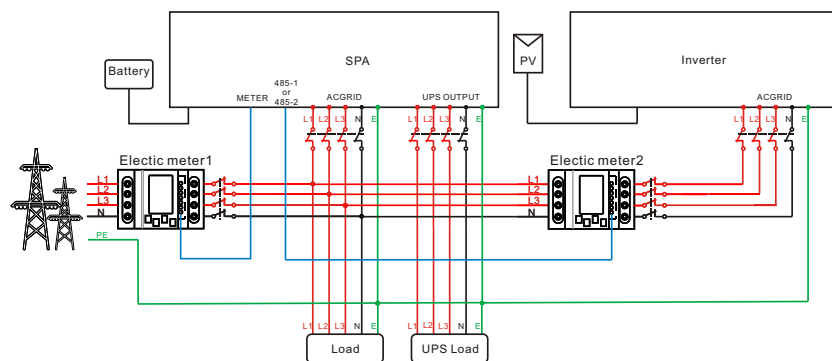 SPA
Inverter
Battery
PV
METER
485-1
or
485-2
ACGRID
UPS OUTPUT
ACGRID
L1 L2 L3 N E
L1 L2 L3 N E
L1 L2 L3 N E
Electic meter1
Electic meter2
L1
L2
L3
N
PE
L1
L2
L3
N
L1 L2 L3 N E
L1 L2 L3 N E
Load
UPS Load